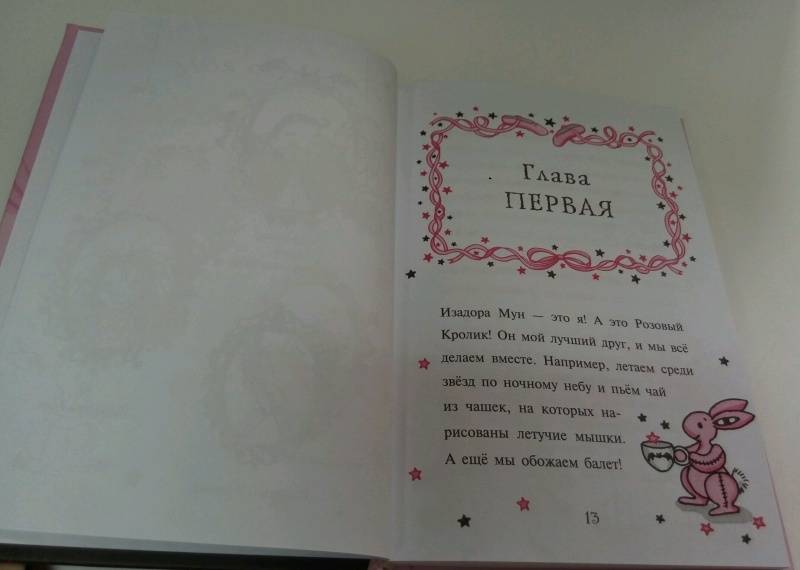 Глава
ПЕРВАЯ
Изадора Мун — это я! А это Розовый
Кролик! Он мой лучший друг, и мы всё
делаем вместе. Например, летаем среди
звёзд по ночному небу и пьём чай
из чашек, на которых на-
рисованы летучие мышки.
А ещё мы обожаем балет!
13